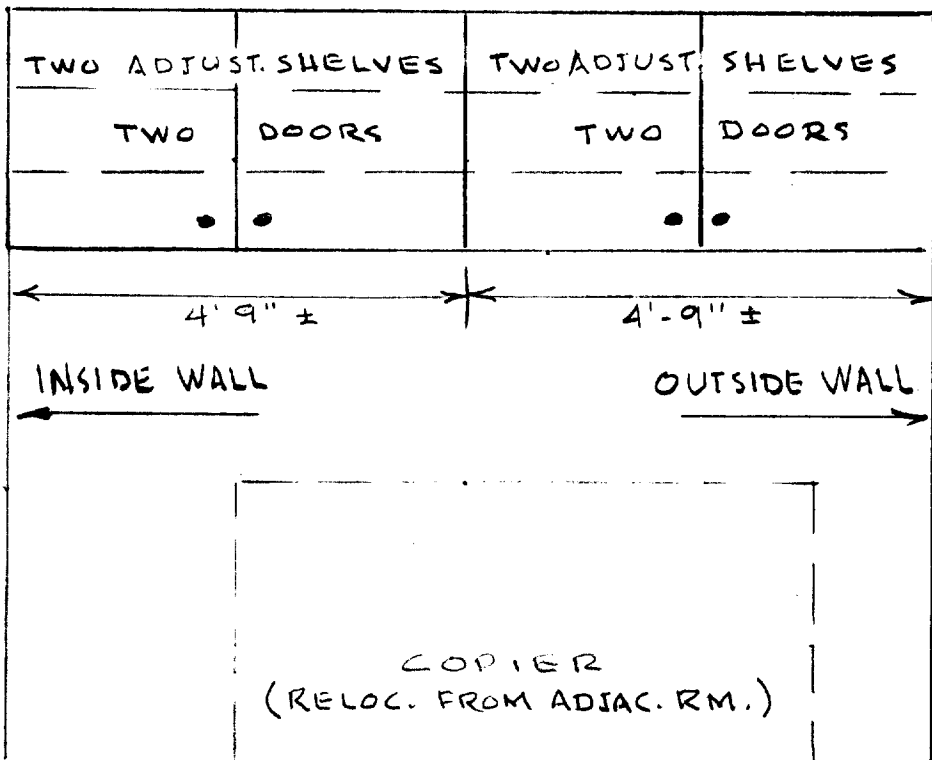 TWO ADJUST. SHELVES TWO ADJUST. SHELVES
TWO DOORS TWO DOORS
4' 9" ± 4'-9" ±
INSIDE WALL OUTSIDE WALL
COPIER
(RELOC. FROM ADJAC. RM.)